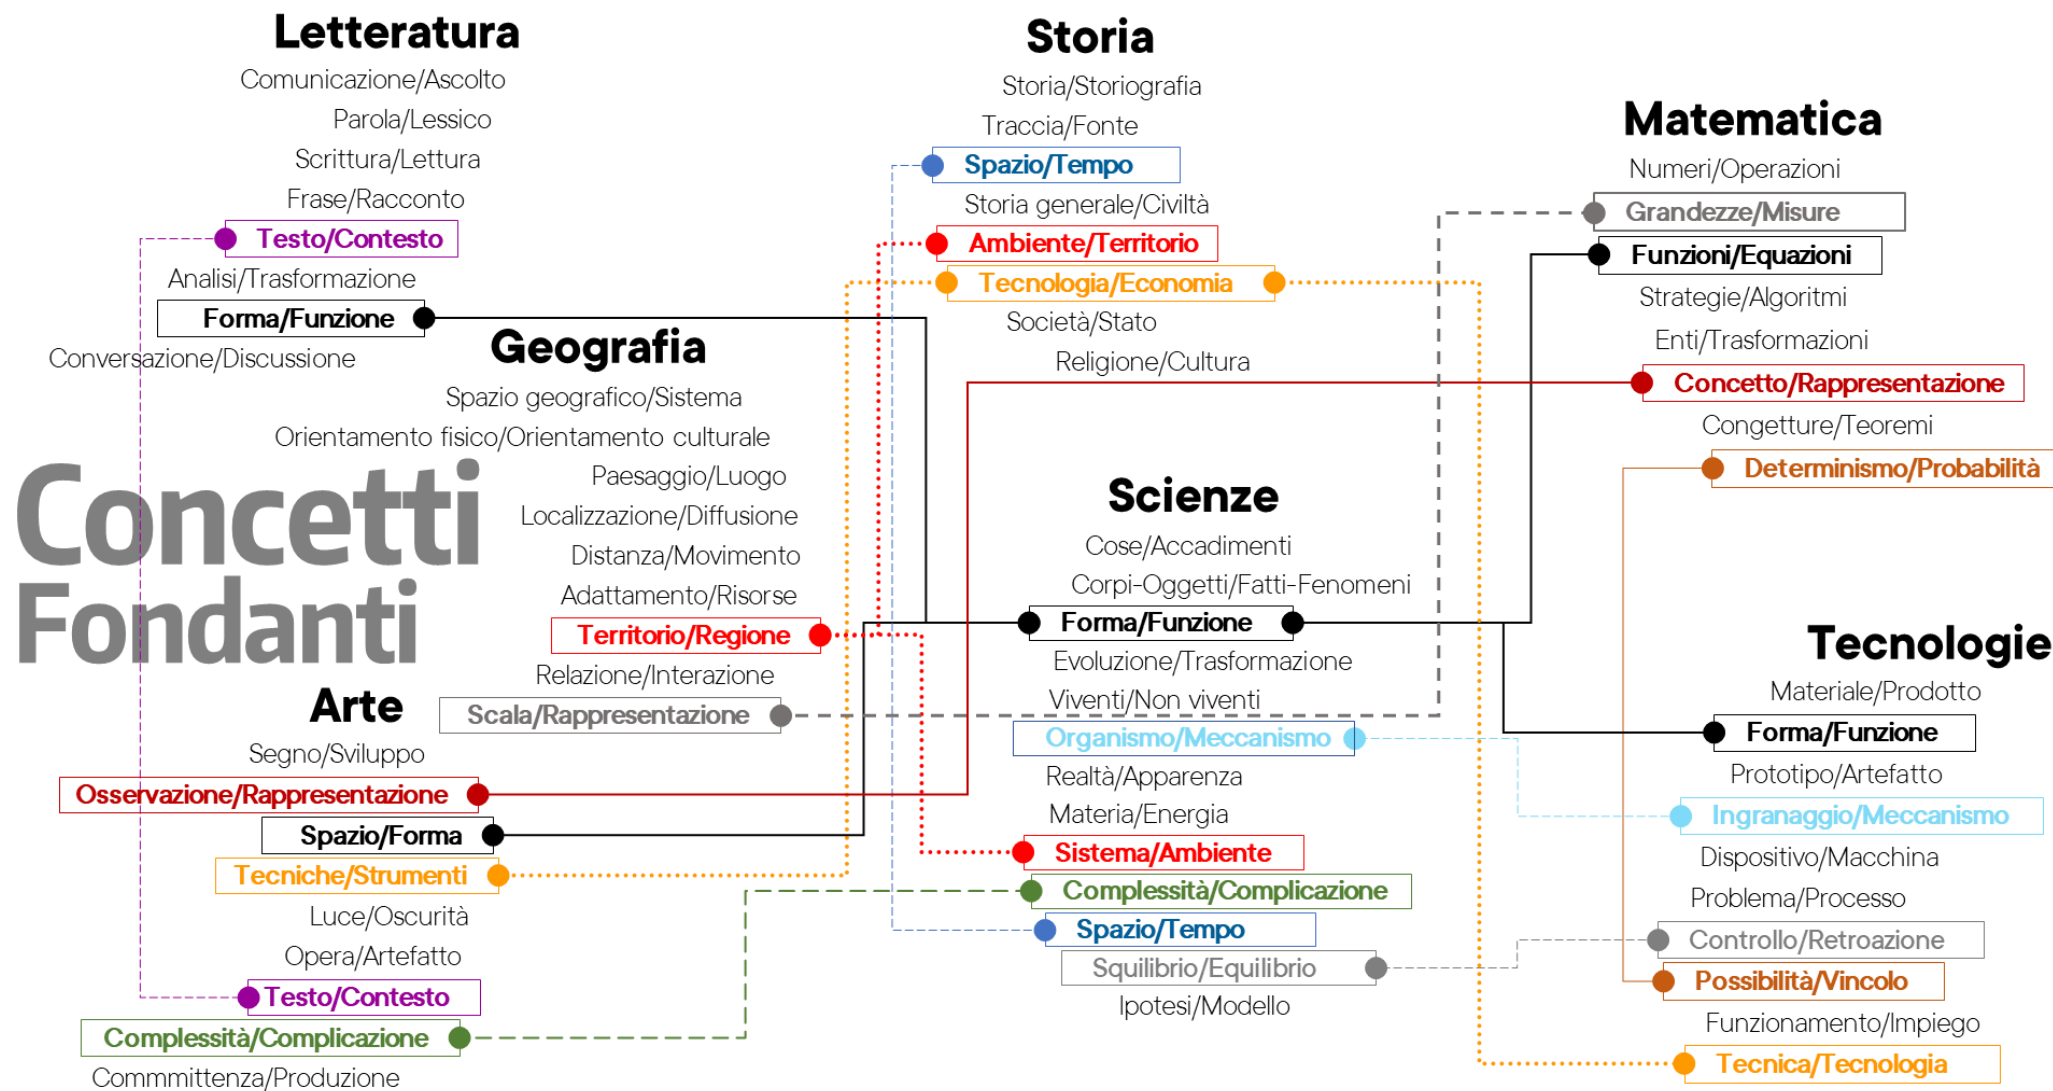 Letteratura
Comunicazione/Ascolto
Parola/Lessico
Scrittura/Lettura
Frase/Racconto
Testo/Contesto
Analisi/Trasformazione
Forma/Funzione
Conversazione/Discussione
Geografia
Spazio geografico/Sistema
Orientamento fisico/Orientamento culturale
Paesaggio/Luogo
Localizzazione/Diffusione
Distanza/Movimento
Adattamento/Risorse
Territorio/Regione
Relazione/Interazione
Scala/Rappresentazione
Concetti
Fondanti
Arte
Segno/Sviluppo
Osservazione/Rappresentazione
Spazio/Forma
Tecniche/Strumenti
Luce/Oscurità
Opera/Artefatto
Testo/Contesto
Complessità/Complicazione
Commmittenza/Produzione
Storia
Storia/Storiografia
Traccia/Fonte
Spazio/Tempo
Storia generale/Civiltà
Ambiente/Territorio
Tecnologia/Economia
Società/Stato
Religione/Cultura
Scienze
Cose/Accadimenti
Corpi-Oggetti/Fatti-Fenomeni
Forma/Funzione
Evoluzione/Trasformazione
Viventi/Non viventi
Organismo/Meccanismo
Realtà/Apparenza
Materia/Energia
Sistema/Ambiente
Complessità/Complicazione
Spazio/Tempo
Squilibrio/Equilibrio
Ipotesi/Modello
Matematica
Numeri/Operazioni
Grandezze/Misure
Funzioni/Equazioni
Strategie/Algoritmi
Enti/Trasformazioni
Concetto/Rappresentazione
Congetture/Teoremi
Determinismo/Probabilità
Tecnologie
Materiale/Prodotto
Forma/Funzione
Prototipo/Artefatto
Ingranaggio/Meccanismo
Dispositivo/Macchina
Problema/Processo
Controllo/Retroazione
Possibilità/Vincolo
Funzionamento/Impiego
Tecnica/Tecnologia